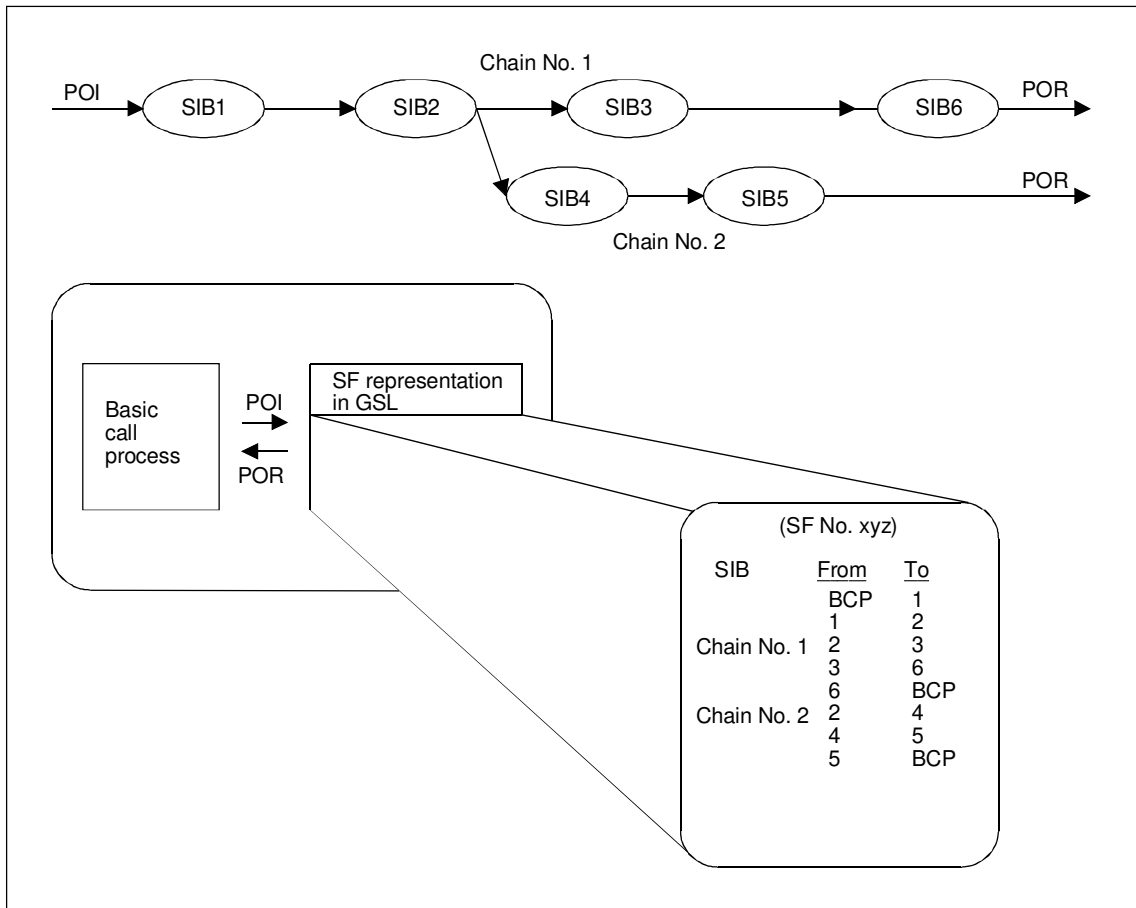 Chain No. 1
POI SIB1 SIB2 SIB3 SIB6 POR
SIB4 SIB5 POR
Chain No. 2
SF representation
in GSL
Basic
call
process
POI
POR
(SF No. xyz)
SIB From To
BCP 1
1 2
Chain No. 1 2 3
3 6
6 BCP
Chain No. 2 2 4
4 5
5 BCP